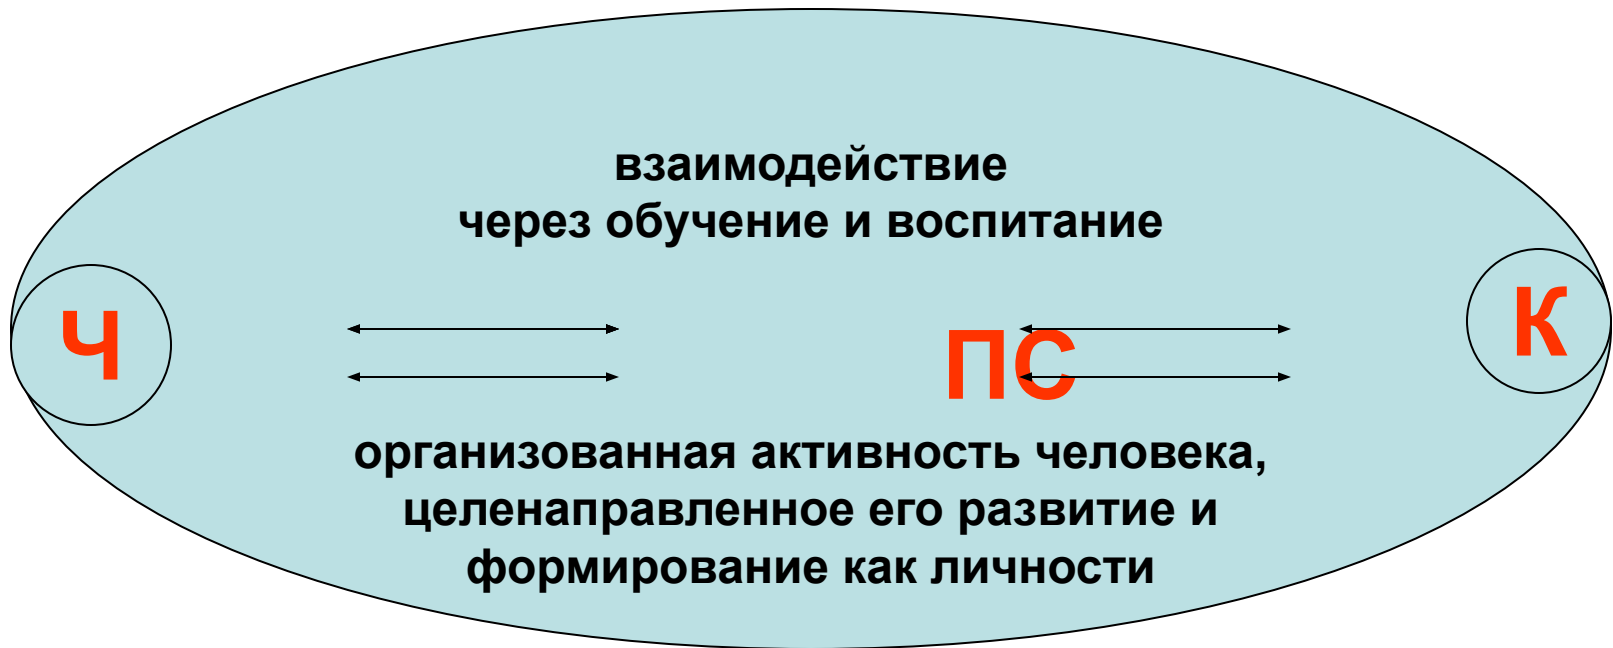 взаимодействие
через обучение и воспитание
Ч
ПС
К
организованная активность человека,
целенаправленное его развитие и
формирование как личности